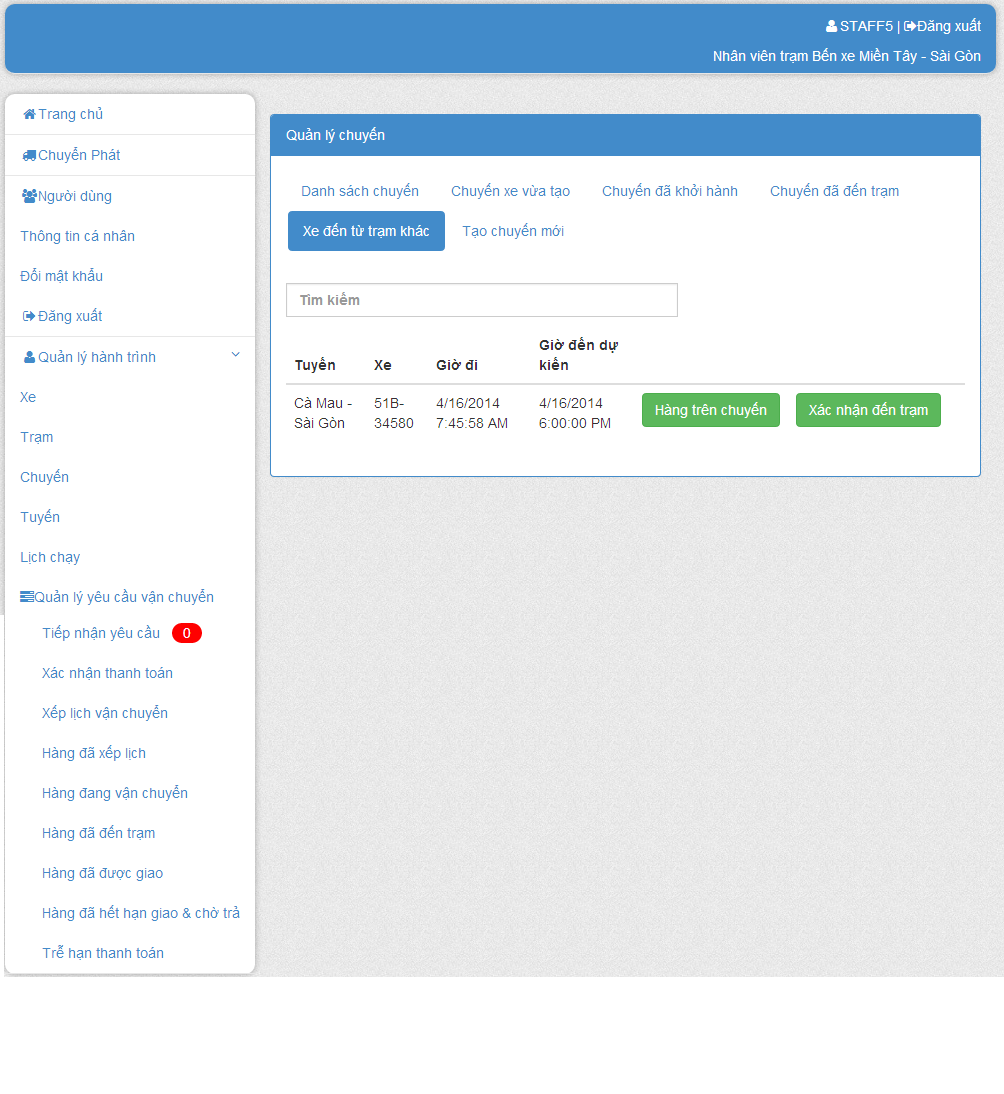 STAFF5 | Đăng xuất
Nhân viên trạm Bến xe Miền Tây - Sài Gòn
Trang chủ
Chuyển Phát
Người dùng
Thông tin cá nhân
Đổi mật khẩu
Đăng xuất
Quản lý hành trình
Xe
Trạm
Chuyến
Tuyến
Lịch chạy
Quản lý yêu cầu vận chuyển
Tiếp nhận yêu cầu 0
Xác nhận thanh toán
Xếp lịch vận chuyển
Hàng đã xếp lịch
Hàng đang vận chuyển
Hàng đã đến trạm
Hàng đã được giao
Hàng đã hết hạn giao & chờ trả
Trễ hạn thanh toán
Quản lý chuyến
Danh sách chuyến Chuyến xe vừa tạo Chuyến đã khởi hành Chuyến đã đến trạm
Xe đến từ trạm khác Tạo chuyến mới
Tìm kiếm
Giờ đến dự
Tuyến Xe Giờ đi kiến
Cà Mau - 51B- 4/16/2014 4/16/2014 Hàng trên chuyến Xác nhận đến trạm
Sài Gòn 34580 7:45:58 AM 6:00:00 PM